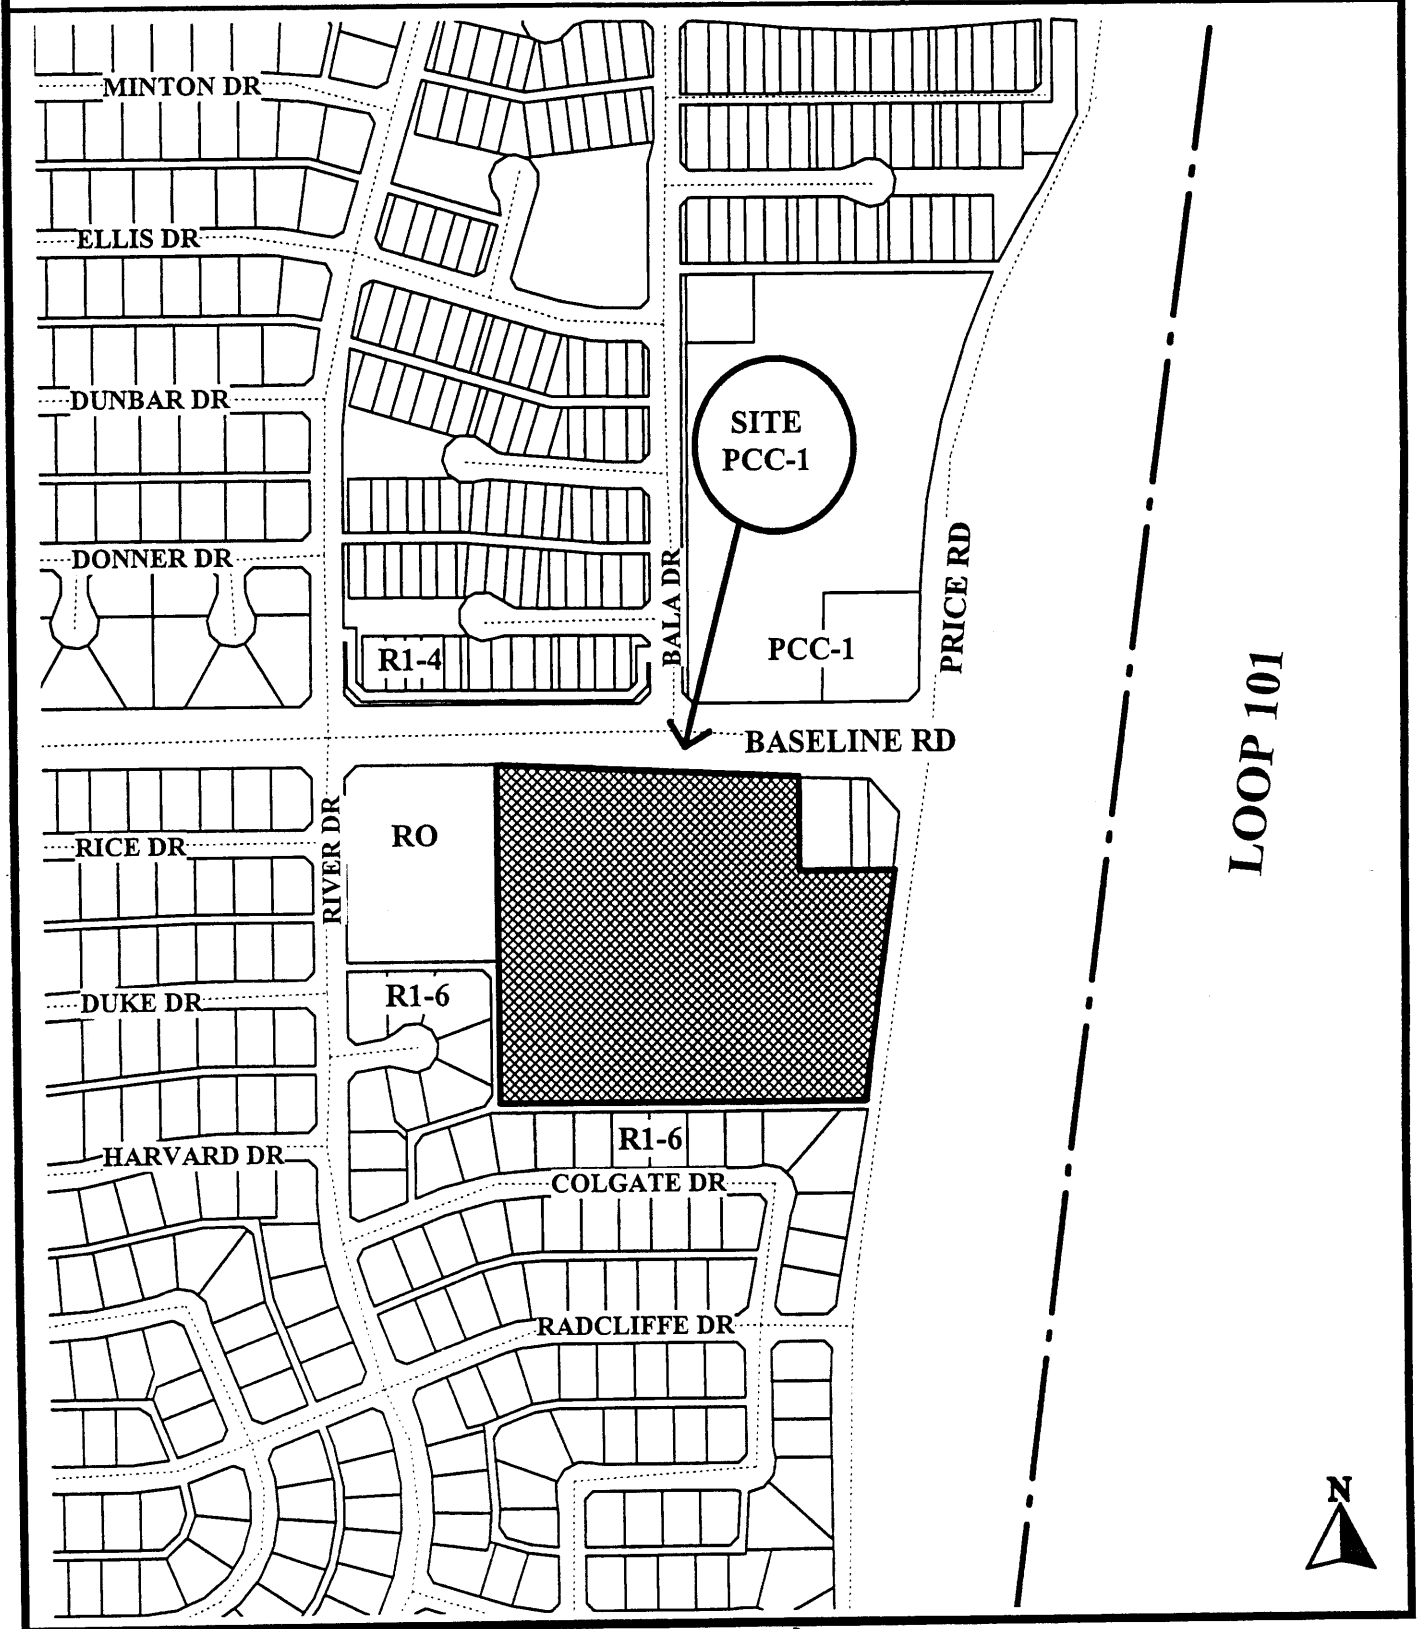 MINTON DR
ELLIS DR
DUNBAR DR
SITE
PCC-1
DONNER DR
BALA DR
PRICE RD
R1-4
PCC-1
LOOP 101
BASELINE RD
RICE DR
RIVER DR
RO
DUKE DR
R1-6
HARVARD DR
R1-6
COLGATE DR
RADCLIFFE DR
N